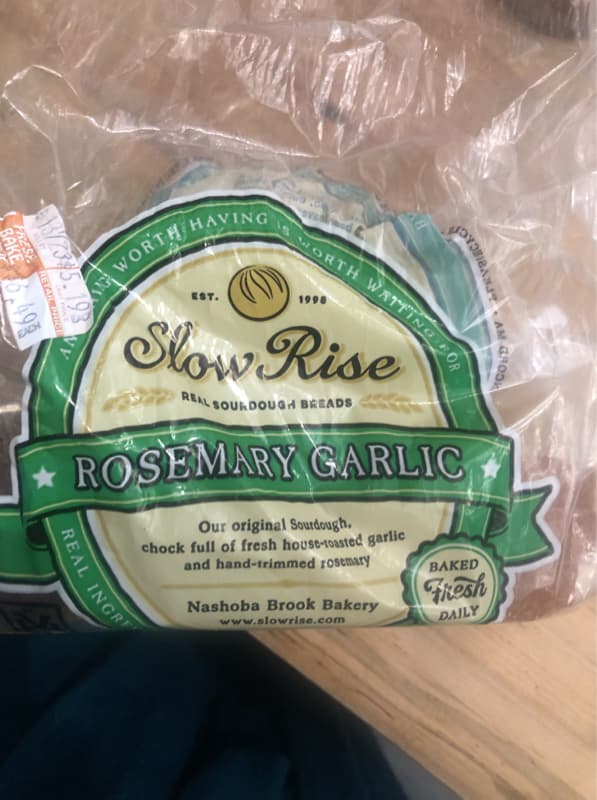 WORTH HAVING IS WORTH WAITING FOR
EST. 1998
Slow Rise
REAL SOURDOUGH BREADS
ROSEMARY GARLIC
Our original Sourdough,
chock full of fresh house-roasted garlic
and hand-trimmed rosemary
Nashoba Brook Bakery
www.slowrise.com
REAL INGRE
BAKED
Fresh
DAILY
BAKE